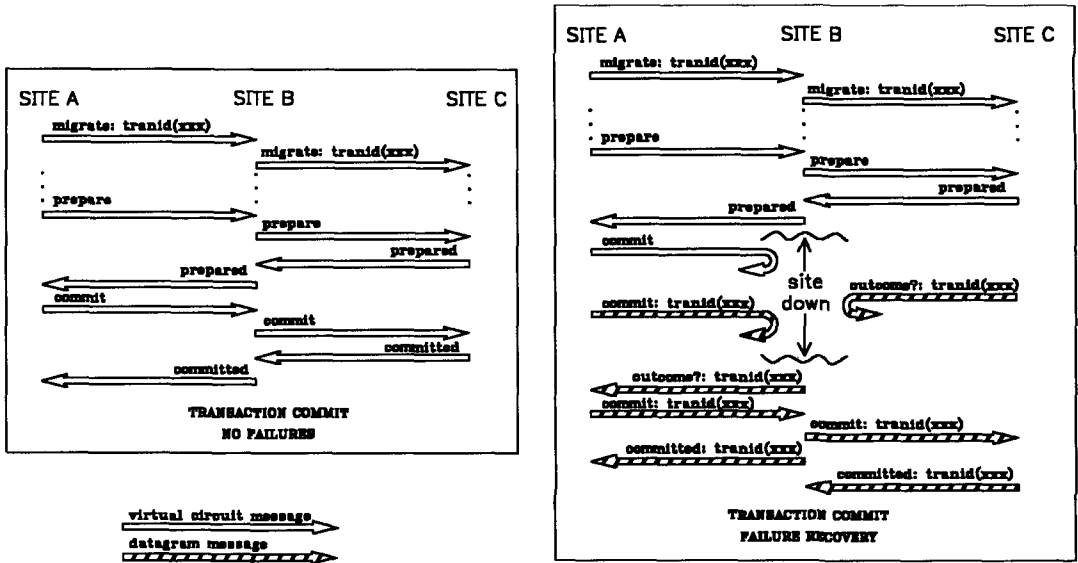 SITE A SITE B SITE C
migrate: tranid(xxx)
migrate: tranid(xxx)
prepare
prepare
prepared
prepared
commit
commit
committed
committed
TRANSACTION COMMIT
NO FAILURES
virtual circuit message
datagram message
SITE A SITE B SITE C
migrate: tranid(xxx)
migrate: tranid(xxx)
prepare
prepare
prepared
prepared
commit
site
down
outcome?: tranid(xxx)
commit: tranid(xxx)
outcome?: tranid(xxx)
commit: tranid(xxx)
commit: tranid(xxx)
committed: tranid(xxx)
committed: tranid(xxx)
TRANSACTION COMMIT
FAILURE RECOVERY